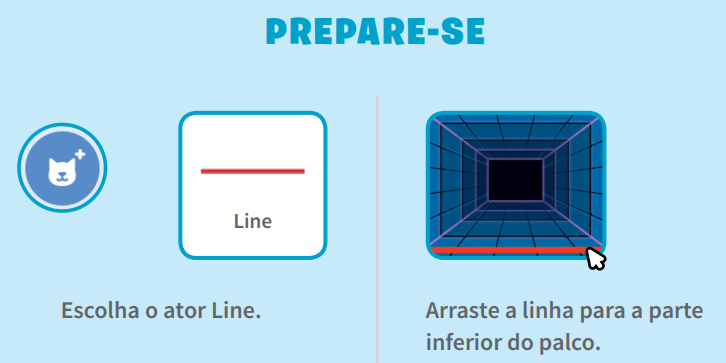 PREPARE-SE
Line
Escolha o ator Line.
Arraste a linha para a parte
inferior do palco.